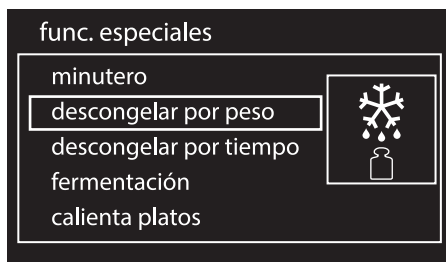 func. especiales
minutero
descongelar por peso
descongelar por tiempo
fermentación
calienta platos